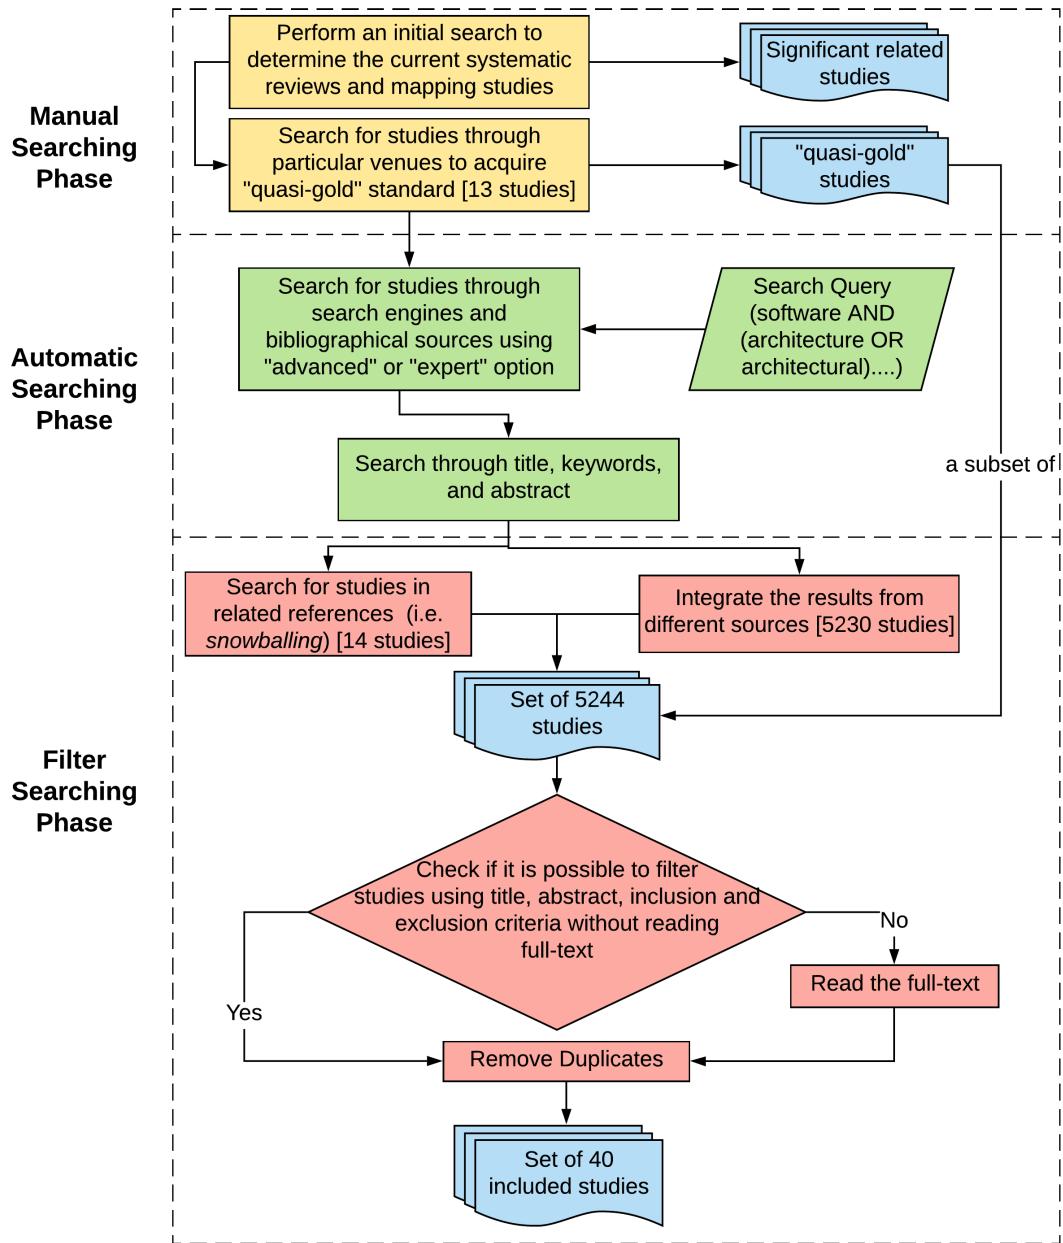 Manual
Searching
Phase
Perform an initial search to
determine the current systematic
reviews and mapping studies
Significant related
studies
Search for studies through
particular venues to acquire
"quasi-gold" standard [13 studies]
"quasi-gold"
studies
Automatic
Searching
Phase
Search for studies through
search engines and
bibliographical sources using
"advanced" or "expert" option
Search Query
(software AND
(architecture OR
architectural)....)
Search through title, keywords,
and abstract
a subset of
Filter
Searching
Phase
Search for studies in
related references (i.e.
snowballing) [14 studies]
Integrate the results from
different sources [5230 studies]
Set of 5244
studies
Check if it is possible to filter
studies using title, abstract, inclusion and
exclusion criteria without reading
full-text
No
Read the full-text
Yes
Remove Duplicates
Set of 40
included studies